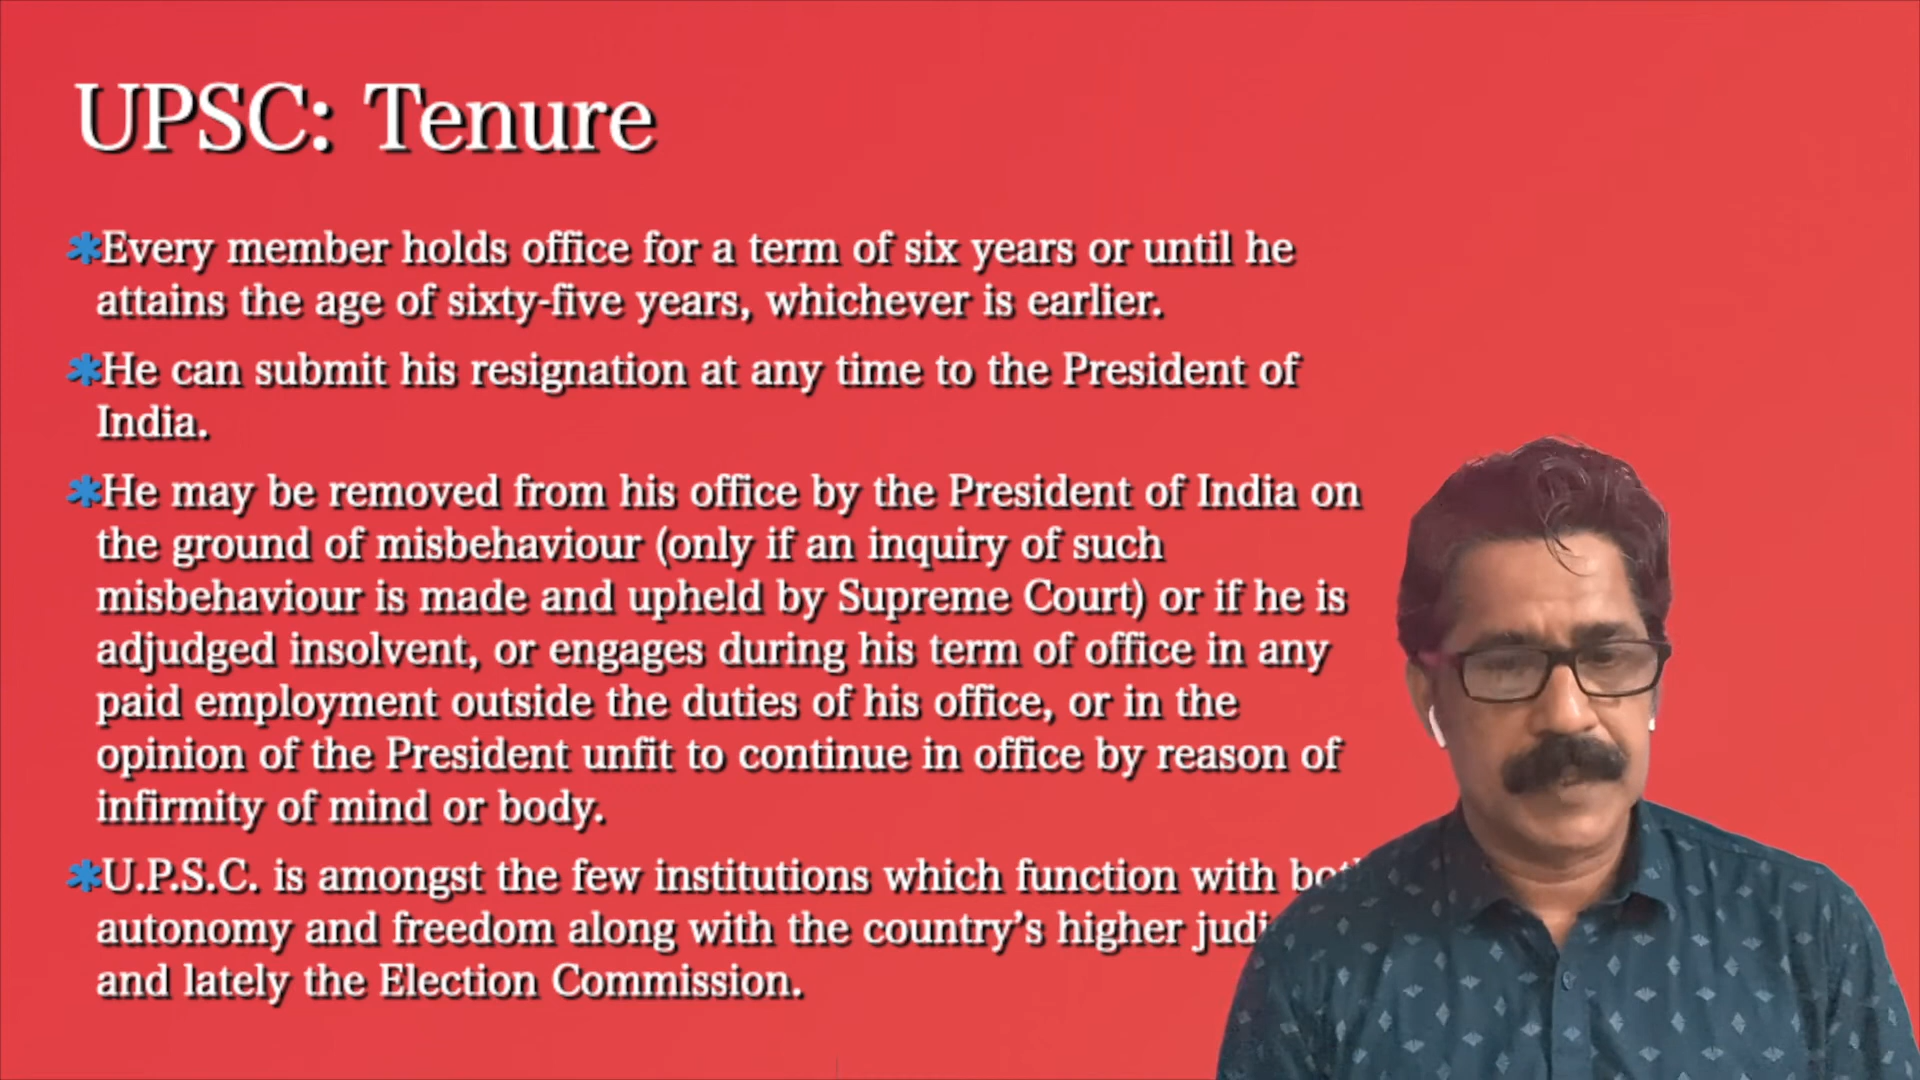 UPSC: Tenure
*Every member holds office for a term of six years or until he
attains the age of sixty-five years, whichever is earlier.
*He can submit his resignation at any time to the President of
India.
*He may be removed from his office by the President of India on
the ground of misbehaviour (only if an inquiry of such
misbehaviour is made and upheld by Supreme Court) or if he is
adjudged insolvent, or engages during his term of office in any
paid employment outside the duties of his office, or in the
opinion of the President unfit to continue in office by reason of
infirmity of mind or body.
*U.P.S.C. is amongst the few institutions which function with
autonomy and freedom along with the country’s higher
and lately the Election Commission.